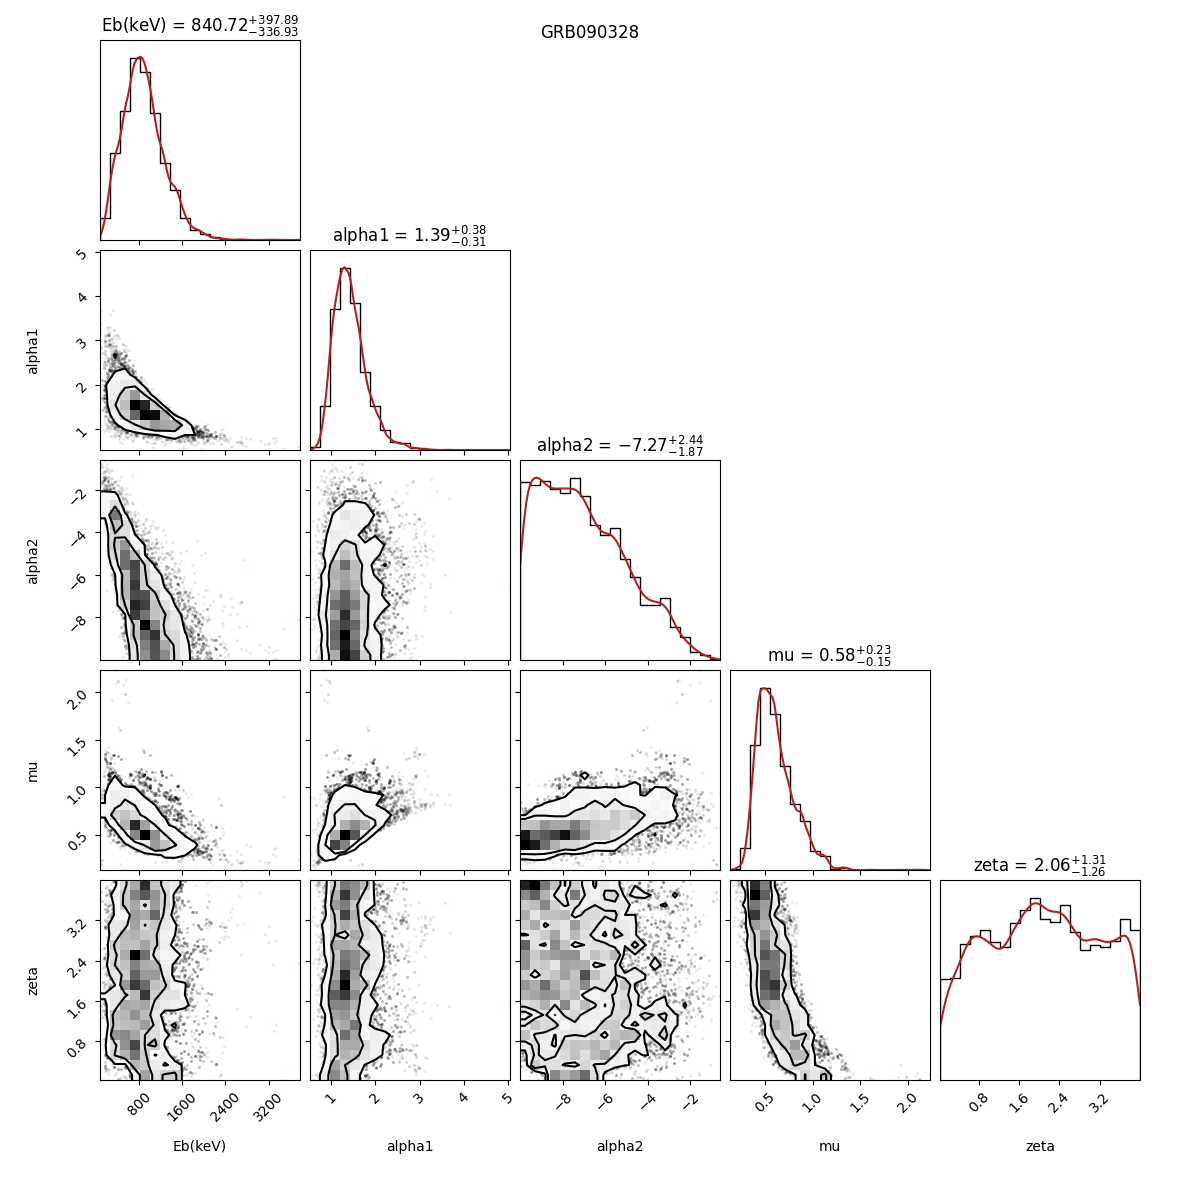 GRB090328
Eb(keV) = 840.72+397.89−336.93
alpha1 = 1.39+0.38−0.31
alpha2 = −7.27+2.44−1.87
mu = 0.58+0.23−0.15
zeta = 2.06+1.31−1.26
5
4
3
2
1
alpha1
−2
−4
−6
−8
alpha2
2.0
1.5
1.0
0.5
mu
3.2
2.4
1.6
0.8
zeta
800 1600 2400 3200
1 2 3 4 5
−8 −6 −4 −2
0.5 1.0 1.5 2.0
0.8 1.6 2.4 3.2
Eb(keV) alpha1 alpha2 mu zeta